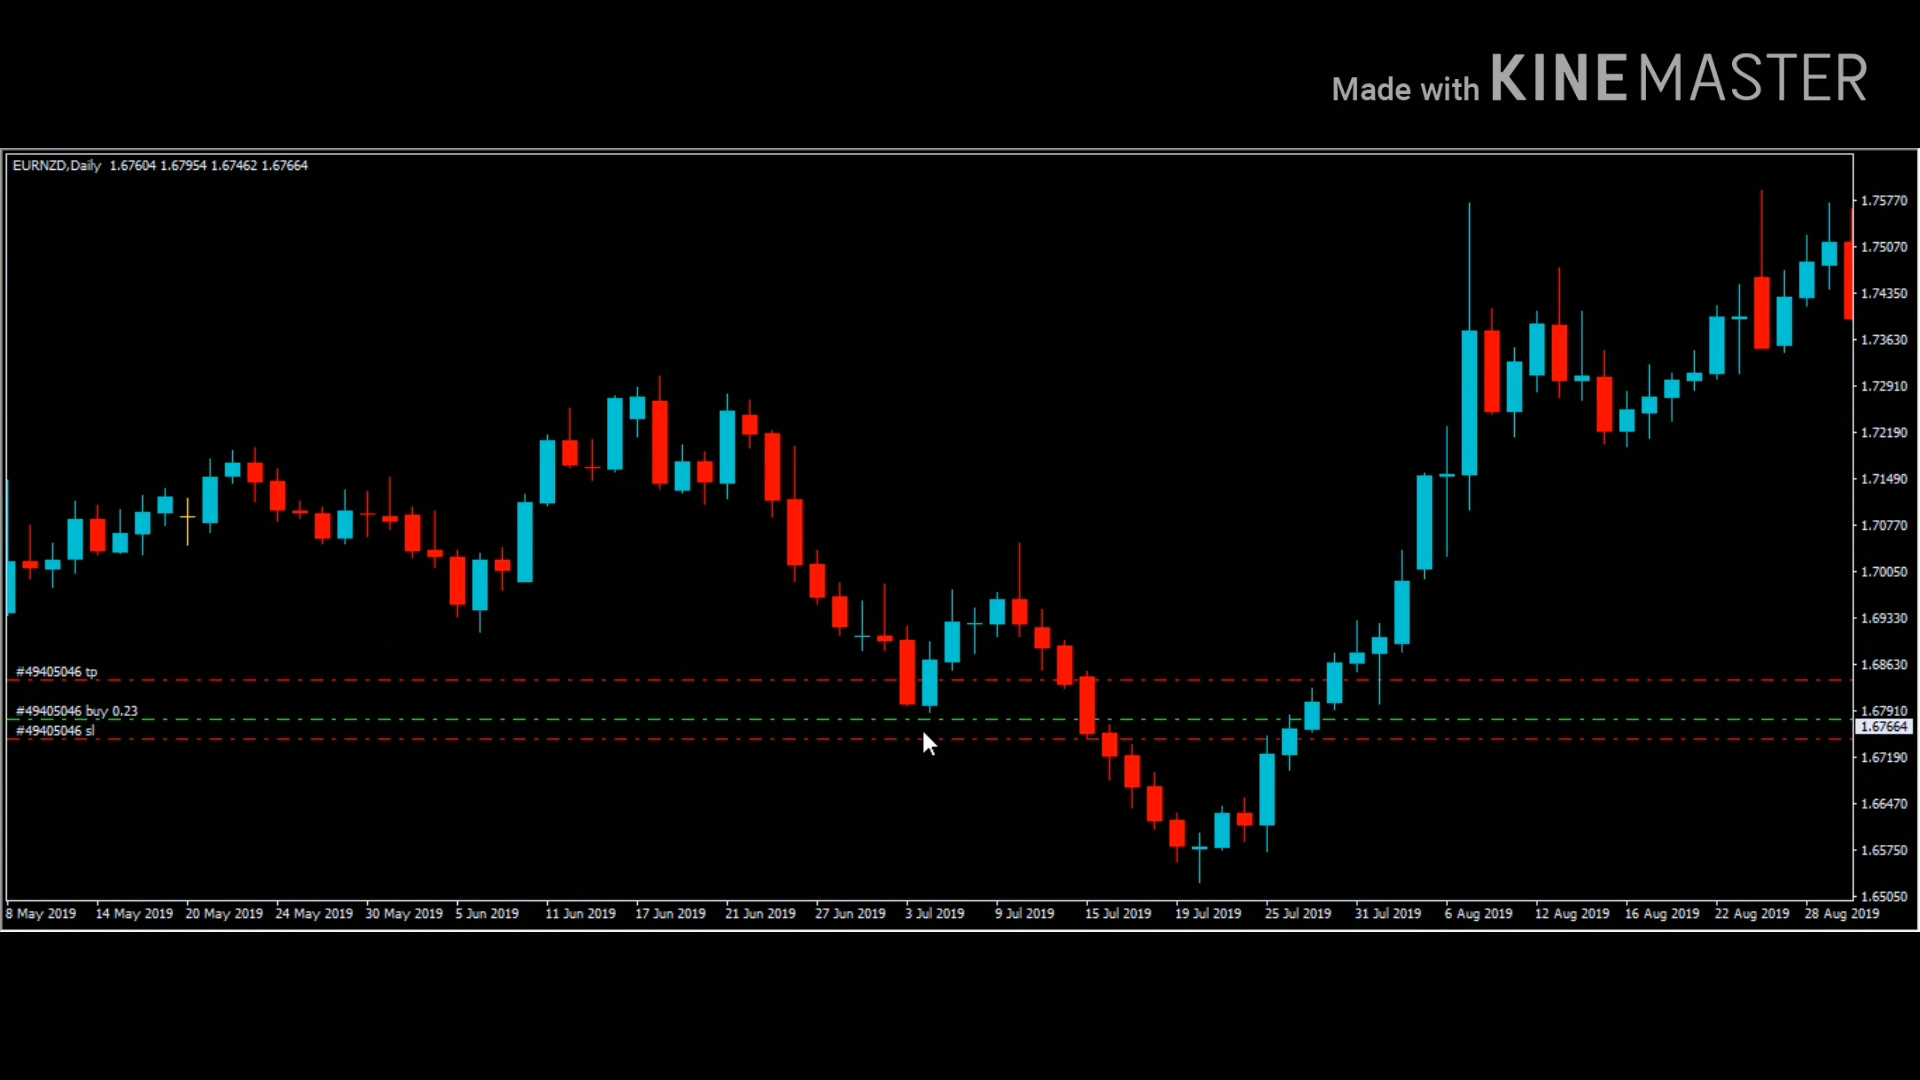 Made with KINEMASTER
EURNZD,Daily 1.67604 1.67954 1.67462 1.67664
1.75770
1.75070
1.74350
1.73630
1.72910
1.72190
1.71490
1.70770
1.70050
1.69330
#49405046 tp
1.68630
#49405046 buy 0.23
1.67910
1.67664
#49405046 sl
1.67190
1.66470
1.65750
1.65050
8 May 2019 14 May 2019 20 May 2019 24 May 2019 30 May 2019 5 Jun 2019 11 Jun 2019 17 Jun 2019 21 Jun 2019 27 Jun 2019 3 Jul 2019 9 Jul 2019 15 Jul 2019 19 Jul 2019 25 Jul 2019 31 Jul 2019 6 Aug 2019 12 Aug 2019 16 Aug 2019 22 Aug 2019 28 Aug 2019